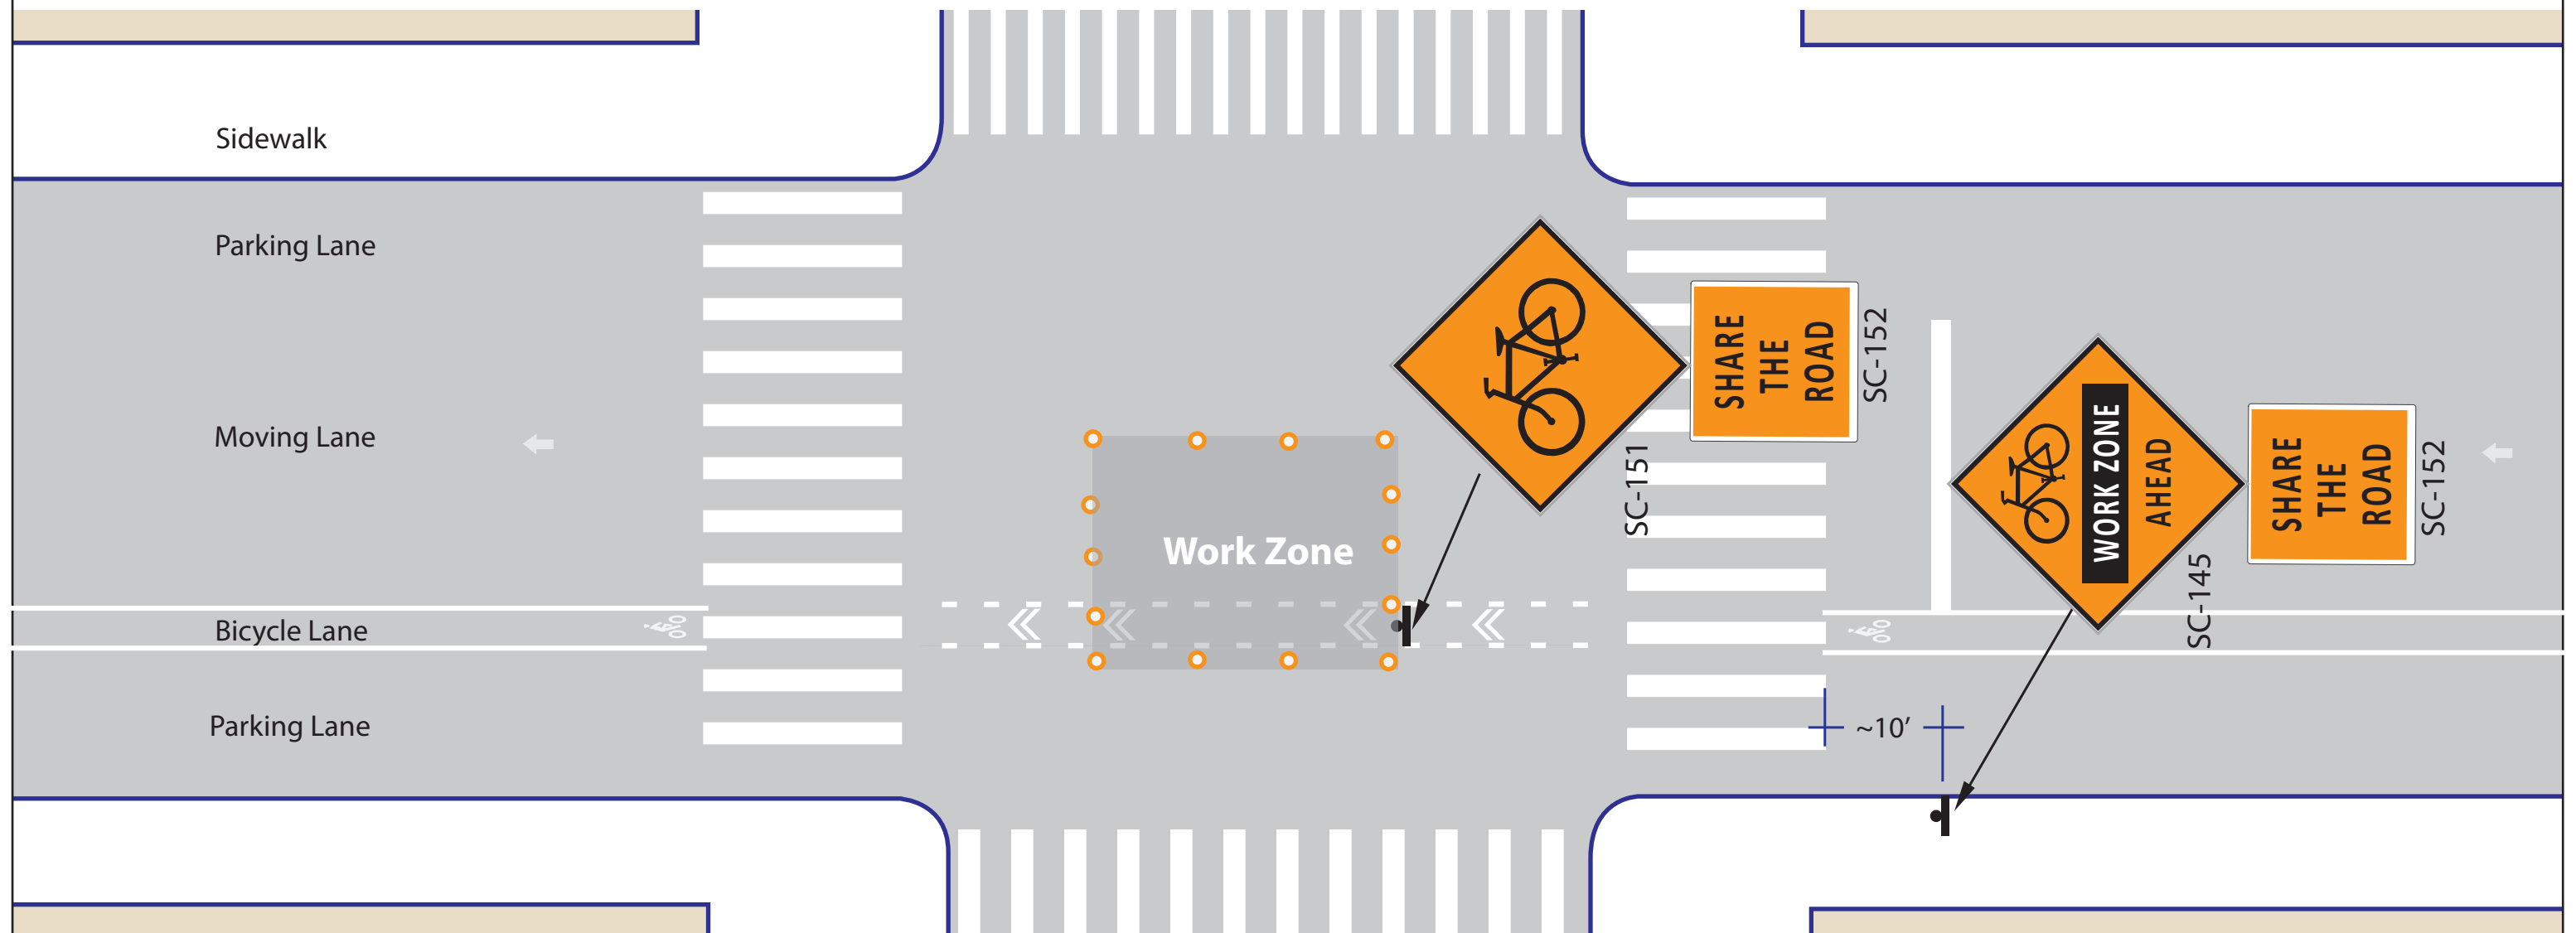 Sidewalk
Parking Lane
Moving Lane
Bicycle Lane
Parking Lane
Work Zone
SC-151
SHARE
THE
ROAD
SC-152
WORK ZONE
AHEAD
SC-145
SHARE
THE
ROAD
SC-152
~10’